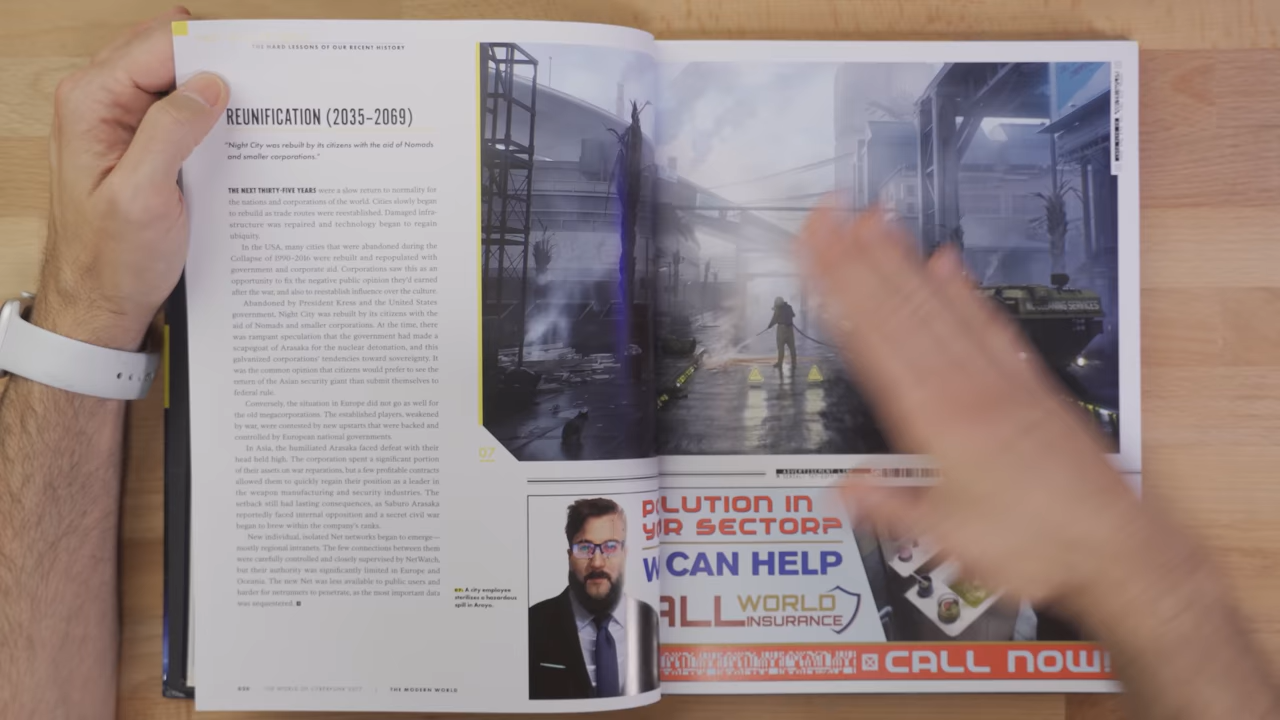 THE HARD LESSONS OF OUR RECENT HISTORY
REUNIFICATION (2035–2069)
"Night City was rebuilt by its citizens with the aid of Nomads
and smaller corporations."
THE NEXT THIRTY-FIVE YEARS were a slow return to normality for
the nations and corporations of the world. Cities slowly began
to rebuild as trade routes were reestablished. Damaged infra-
structure was repaired and technology began to regain
ubiquity.
In the USA, many cities that were abandoned during the
Collapse of 1990–2016 were rebuilt and repopulated with
government and corporate aid. Corporations saw this as an
opportunity to fix the negative public opinion they'd earned
after the war, and also to reestablish influence over the culture.
Abandoned by President Kress and the United States
government, Night City was rebuilt by its citizens with the
aid of Nomads and smaller corporations. At the time, there
was rampant speculation that the government had made a
scapegoat of Arasaka for the nuclear detonation, and this
galvanized corporations' tendencies toward sovereignty. It
was the common opinion that citizens would prefer to see the
return of the Asian security giant than submit themselves to
federal rule.
Conversely, the situation in Europe did not go as well for
the old megacorporations. The established players, weakened
by war, were contested by new upstarts that were backed and
controlled by European national governments.
In Asia, the humiliated Arasaka faced defeat with their
head held high. The corporation spent a significant portion
of their assets on war reparations, but a few profitable contracts
allowed them to quickly regain their position as a leader in
the weapon manufacturing and security industries. The
setback still had lasting consequences, as Saburo Arasaka
reportedly faced internal opposition and a secret civil war
began to brew within the company's ranks.
New individual, isolated Net networks began to emerge—
mostly regional intranets. The few connections between them
were carefully controlled and closely supervised by NetWatch,
but their authority was significantly limited in Europe and
Oceania. The new Net was less available to public users and
harder for netrunners to penetrate, as the most important data
was quarantined.
07
07: A city employee
sterilizes a hazardous
spill in Aroyo.
THE WORLD OF CYBERPUNK 2077 | THE MODERN WORLD
CLEANING SERVICES
POLLUTION IN
YOUR SECTOR?
WE CAN HELP
ALL WORLD
INSURANCE
CALL NOW!